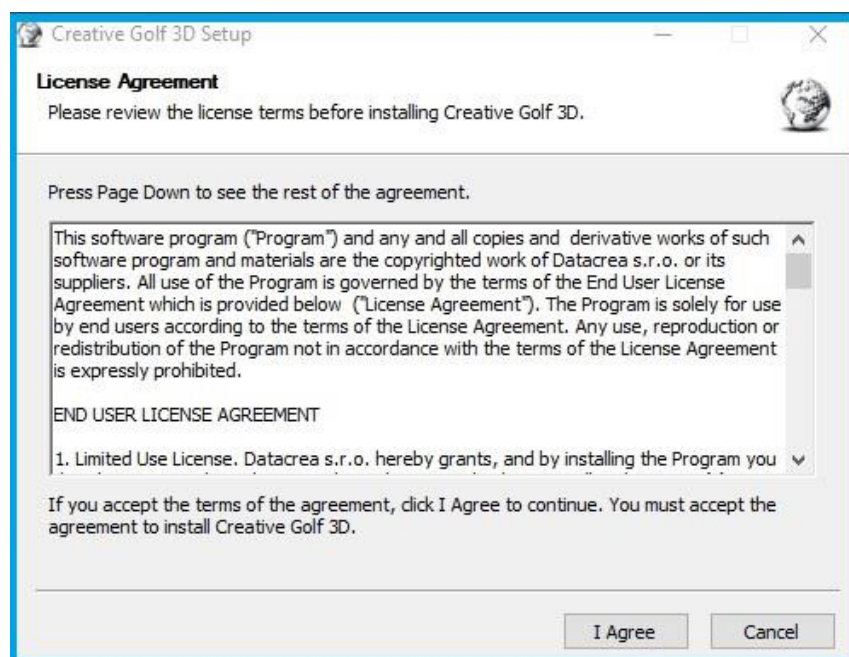 Creative Golf 3D Setup
License Agreement
Please review the license terms before installing Creative Golf 3D.
Press Page Down to see the rest of the agreement.
This software program ("Program") and any and all copies and  derivative works of such
software program and materials are the copyrighted work of Datacrea s.r.o. or its
suppliers. All use of the Program is governed by the terms of the End User License
Agreement which is provided below  ("License Agreement"). The Program is solely for use
by end users according to the terms of the License Agreement. Any use, reproduction or
redistribution of the Program not in accordance with the terms of the License Agreement
is expressly prohibited.
END USER LICENSE AGREEMENT
1. Limited Use License. Datacrea s.r.o. hereby grants, and by installing the Program you
If you accept the terms of the agreement, click I Agree to continue. You must accept the
agreement to install Creative Golf 3D.
I Agree
Cancel